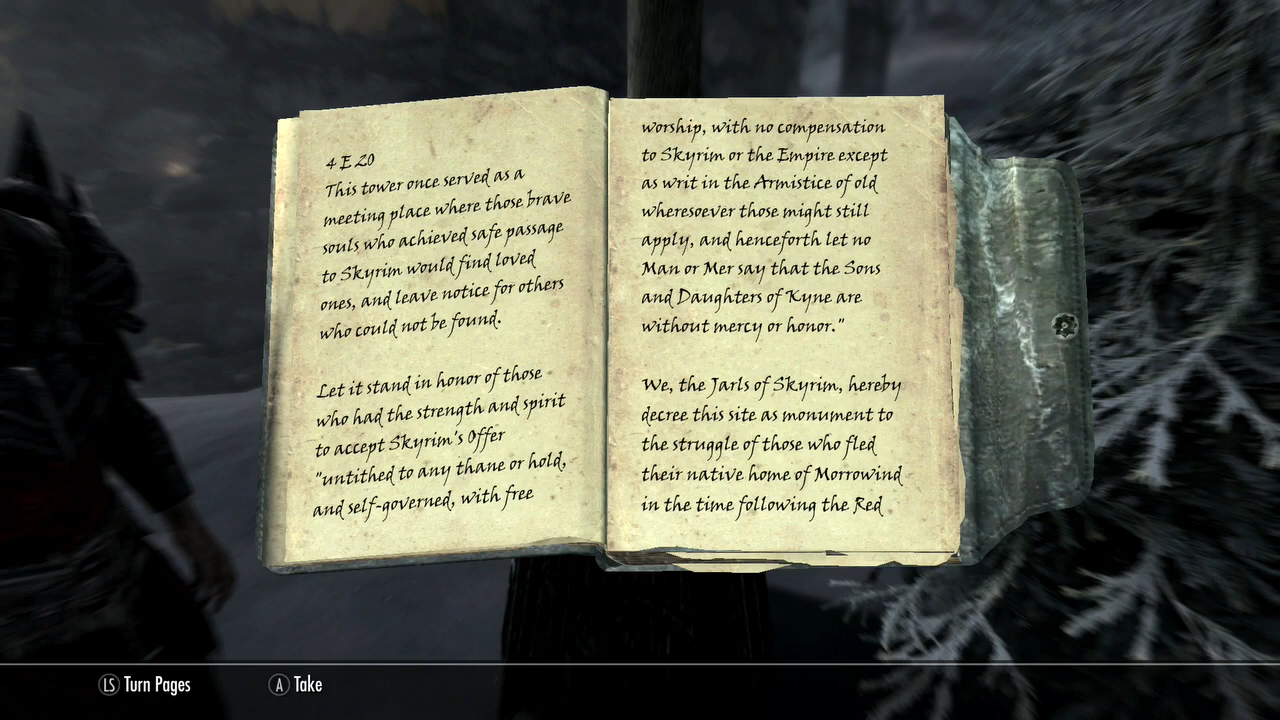 4 E 20
This tower once served as a
meeting place where those brave
souls who achieved safe passage
to Skyrim would find loved
ones, and leave notice for others
who could not be found.
Let it stand in honor of those
who had the strength and spirit
to accept Skyrim's Offer
"untithed to any thane or hold,
and self-governed, with free
worship, with no compensation
to Skyrim or the Empire except
as writ in the Armistice of old
wheresoever those might still
apply, and henceforth let no
Man or Mer say that the Sons
and Daughters of Kyne are
without mercy or honor."
We, the Jarls of Skyrim, hereby
decree this site as monument to
the struggle of those who fled
their native home of Morrowind
in the time following the Red
LS Turn Pages
A Take